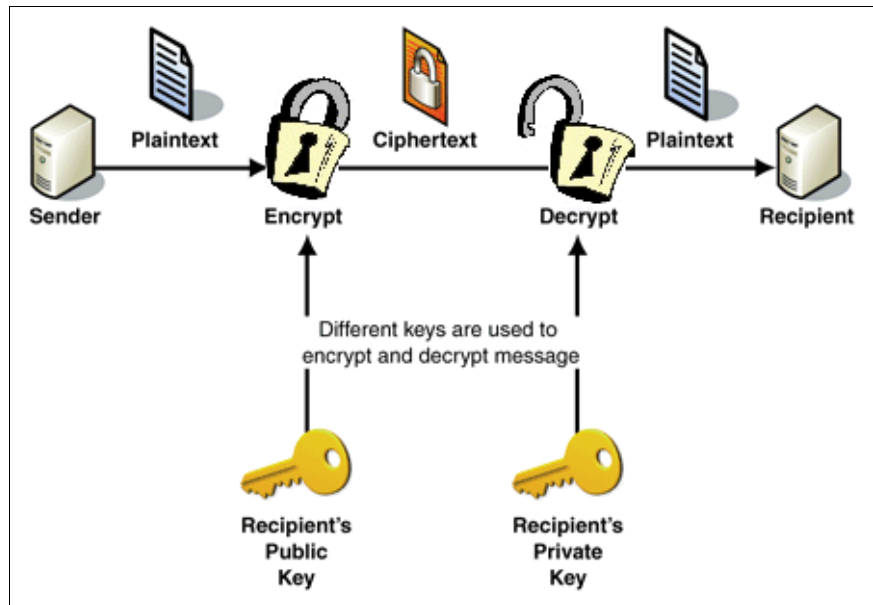 Plaintext
Ciphertext
Plaintext
Sender
Encrypt
Decrypt
Recipient
Different keys are used to
encrypt and decrypt message
Recipient's
Public
Key
Recipient's
Private
Key